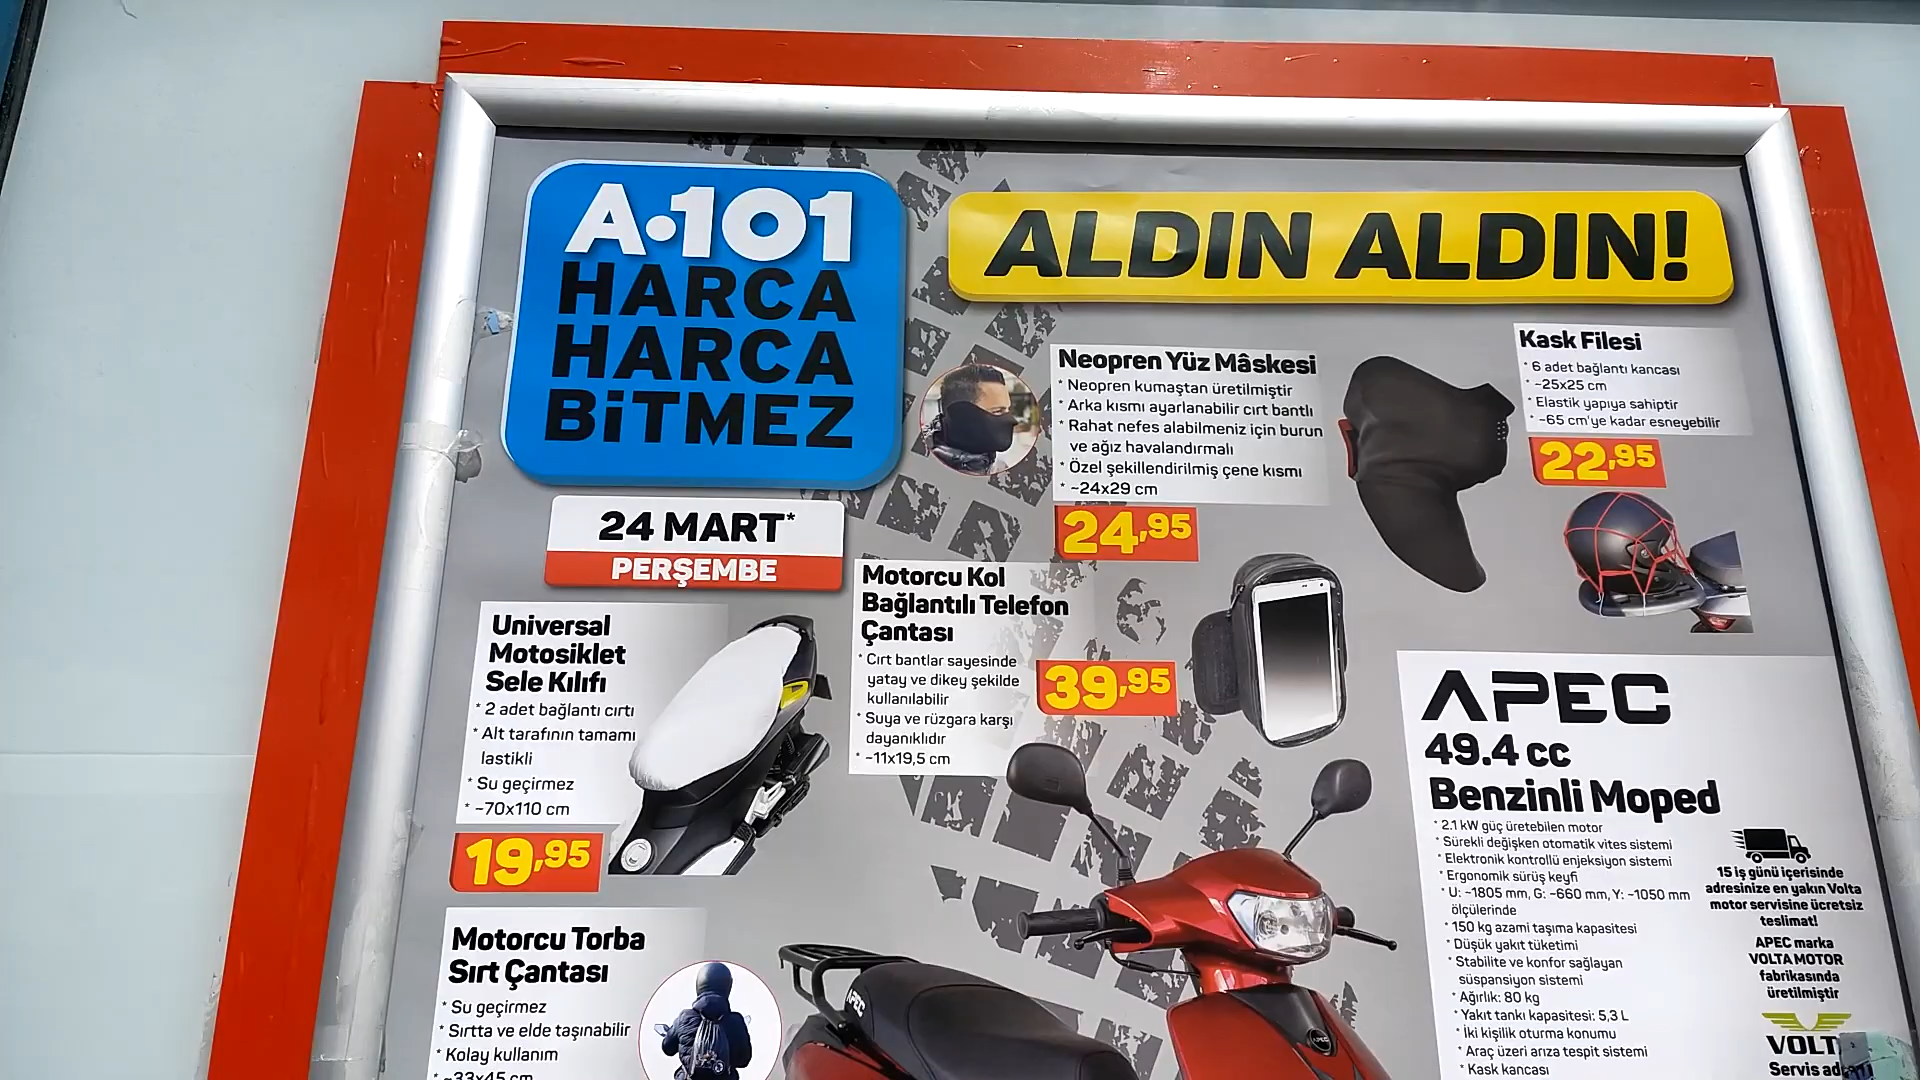 A•101
HARCA
HARCA
BiTMEZ
ALDIN ALDIN!
24 MART*
PERŞEMBE
Neopren Yüz Mâskesi
* Neopren kumaştan üretilmiştir
* Arka kısmı ayarlanabilir cırt bantlı
* Rahat nefes alabilmeniz için burun
ve ağız havalandırmalı
* Özel şekillendirilmiş çene kısmı
* ~24x29 cm
24,95
Kask Filesi
* 6 adet bağlantı kancası
* ~25x25 cm
* Elastik yapıya sahiptir
* ~65 cm'ye kadar esneyebilir
22,95
Universal
Motosiklet
Sele Kılıfı
* 2 adet bağlantı cırtı
* Alt tarafının tamamı
lastikli
* Su geçirmez
* ~70x110 cm
19,95
Motorcu Kol
Bağlantılı Telefon
Çantası
* Cırt bantlar sayesinde
yatay ve dikey şekilde
kullanılabilir
* Suya ve rüzgara karşı
dayanıklıdır
* ~11x19,5 cm
39,95
Motorcu Torba
Sırt Çantası
* Su geçirmez
* Sırtta ve elde taşınabilir
* Kolay kullanım
* ~33x45 cm
APEC
APEC
49.4 cc
Benzinli Moped
* 2.1 kW güç üretebilen motor
* Sürekli değişken otomatik vites sistemi
* Elektronik kontrollü enjeksiyon sistemi
* Ergonomik sürüş keyfi
* U: ~1805 mm, G: ~660 mm, Y: ~1050 mm
ölçülerinde
* 150 kg azami taşıma kapasitesi
* Düşük yakıt tüketimi
* Stabilite ve konfor sağlayan
süspansiyon sistemi
* Ağırlık: 80 kg
* Yakıt tankı kapasitesi: 5,3 L
* İki kişilik oturma konumu
* Araç üzeri arıza tespit sistemi
* Kask kancası
15 iş günü içerisinde
adresinize en yakın Volta
motor servisine ücretsiz
teslimat!
APEC marka
VOLTA MOTOR
fabrikasında
üretilmiştir
VOLT
Servis